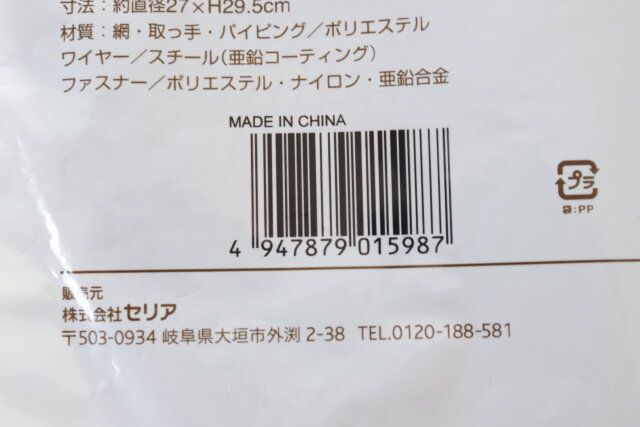 寸法：約直径27×H29.5cm
材質：網・取っ手・パイピング／ポリエステル
ワイヤー／スチール（亜鉛コーティング）
ファスナー／ポリエステル・ナイロン・亜鉛合金
MADE IN CHINA
4 947879 015987
プラ
袋：PP
販売元
株式会社セリア
〒503-0934 岐阜県大垣市外渕 2-38 TEL.0120-188-581